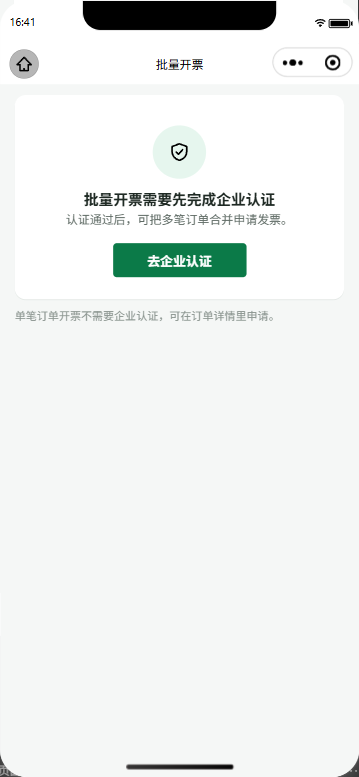 16:41
批量开票
批量开票需要先完成企业认证
认证通过后，可把多笔订单合并申请发票。
去企业认证
单笔订单开票不需要企业认证，可在订单详情里申请。